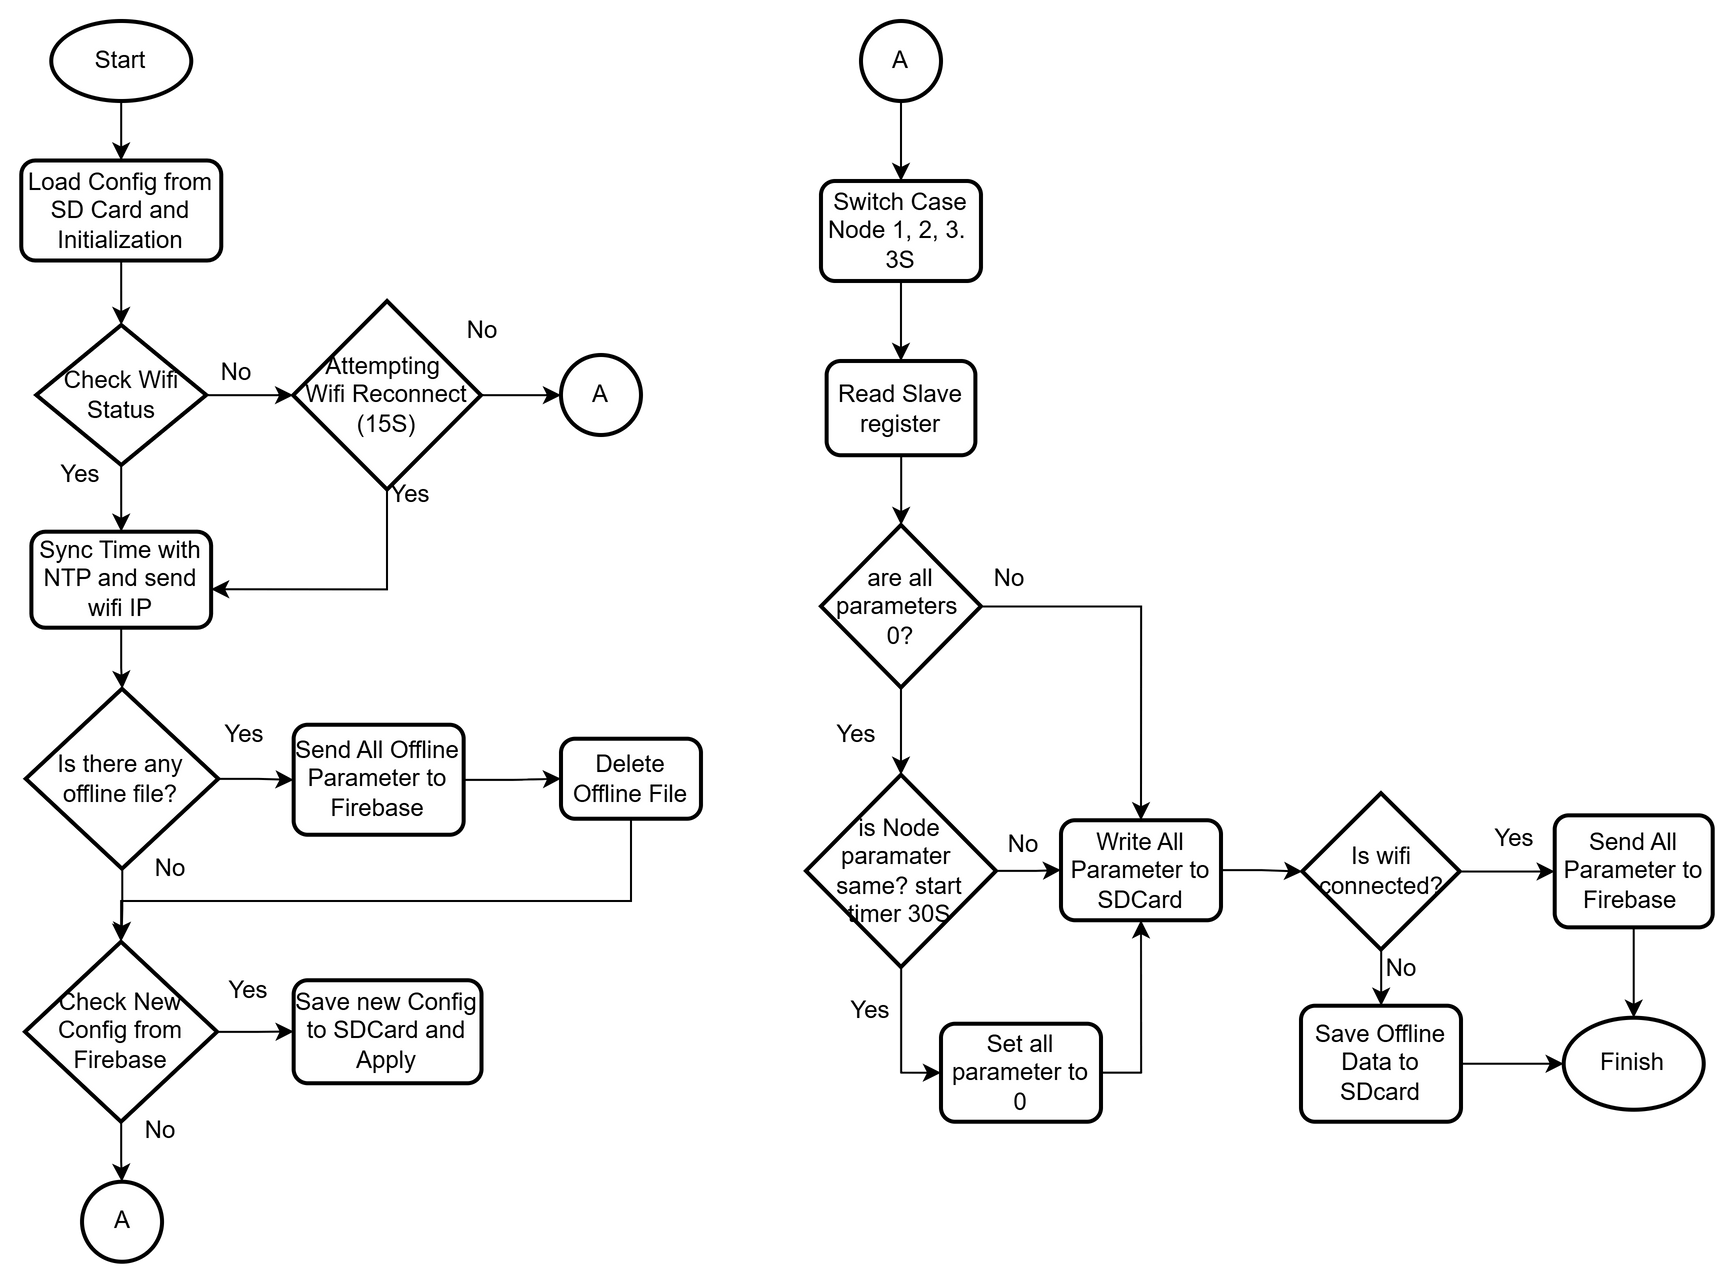 Start
Load Config from
SD Card and
Initialization
Check Wifi
Status
No
Attempting
Wifi Reconnect
(15S)
No
A
Yes
Yes
Sync Time with
NTP and send
wifi IP
Is there any
offline file?
Yes
Send All Offline
Parameter to
Firebase
Delete
Offline File
No
Check New
Config from
Firebase
Yes
Save new Config
to SDCard and
Apply
No
A
A
Switch Case
Node 1, 2, 3.
3S
Read Slave
register
are all
parameters
0?
No
Yes
is Node
paramater
same? start
timer 30S
No
Write All
Parameter to
SDCard
Yes
Set all
parameter to
0
Is wifi
connected?
Yes
Send All
Parameter to
Firebase
No
Save Offline
Data to
SDcard
Finish